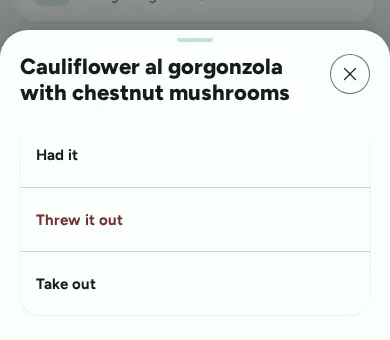 Cauliflower al gorgonzola
with chestnut mushrooms
Had it
Threw it out
Take out